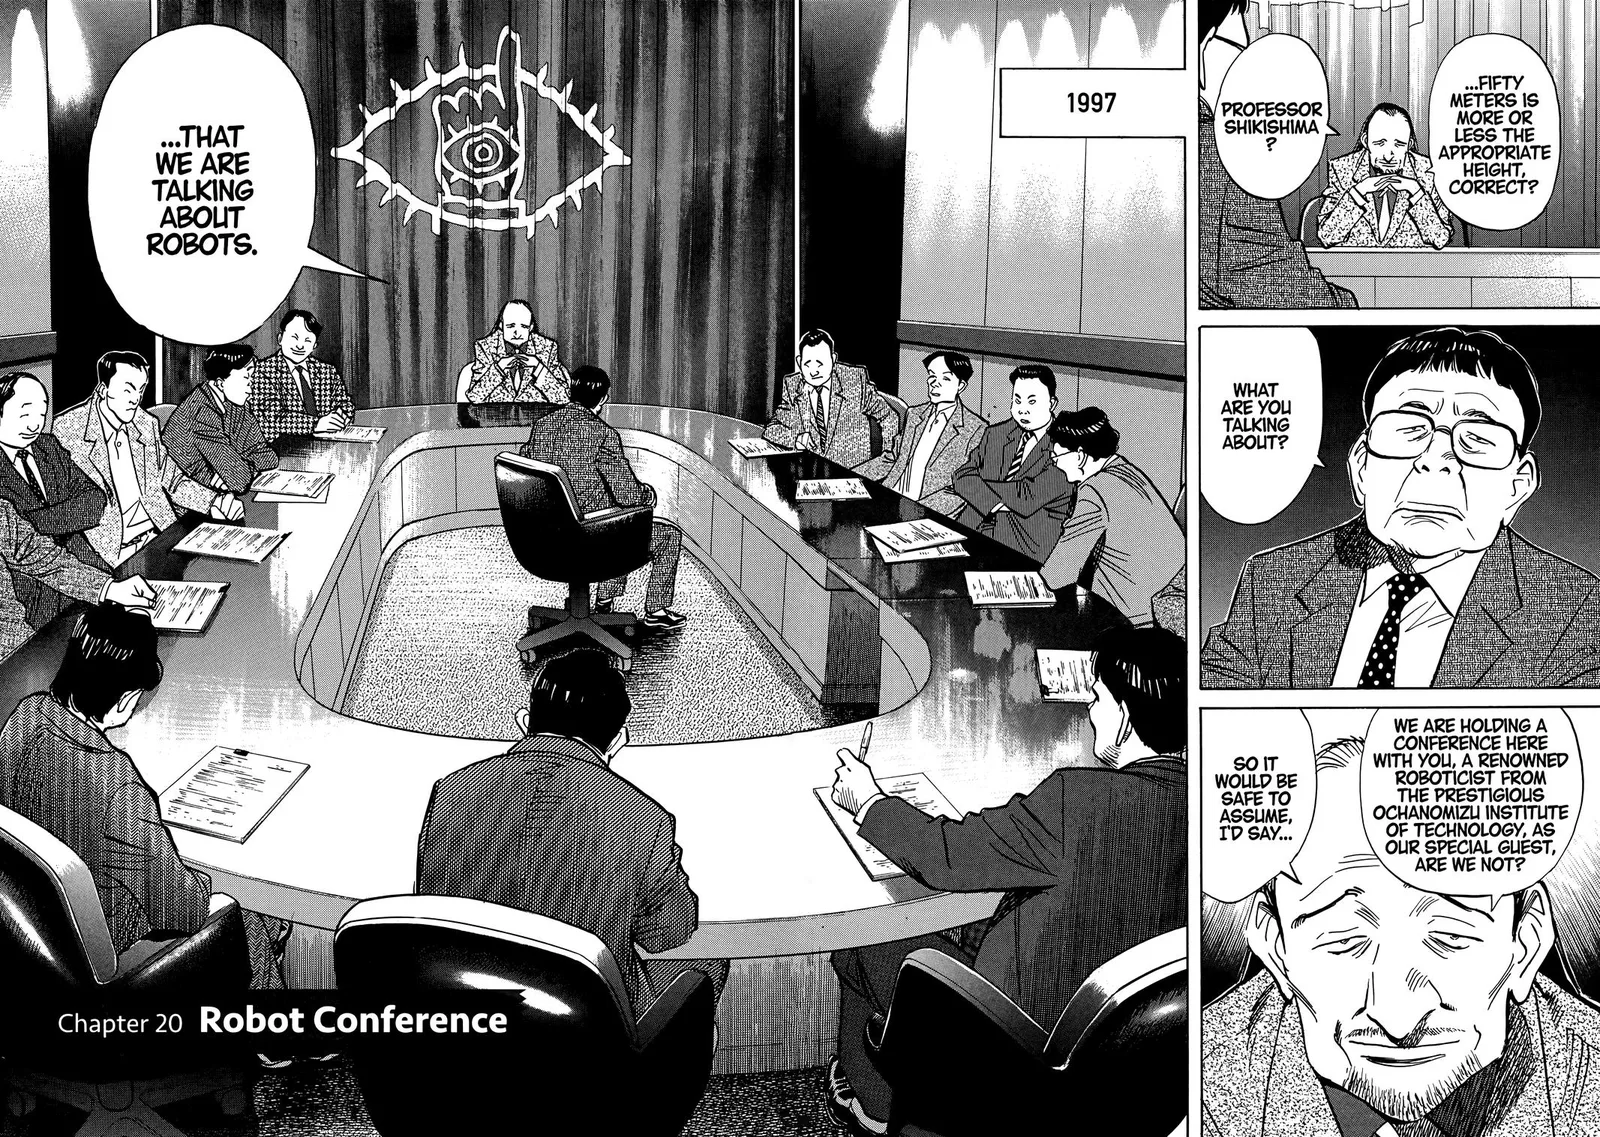 ...FIFTY
METERS IS
MORE OR
LESS THE
APPROPRIATE
HEIGHT,
CORRECT?
PROFESSOR
SHIKISHIMA
?
WHAT
ARE YOU
TALKING
ABOUT?
WE ARE HOLDING A
CONFERENCE HERE
WITH YOU, A RENOWNED
ROBOTICIST FROM
THE PRESTIGIOUS
OCHANOMIZU INSTITUTE
OF TECHNOLOGY, AS
OUR SPECIAL GUEST,
ARE WE NOT?
SO IT
WOULD BE
SAFE TO
ASSUME,
I'D SAY...
1997
...THAT
WE ARE
TALKING
ABOUT
ROBOTS.
Chapter 20 Robot Conference